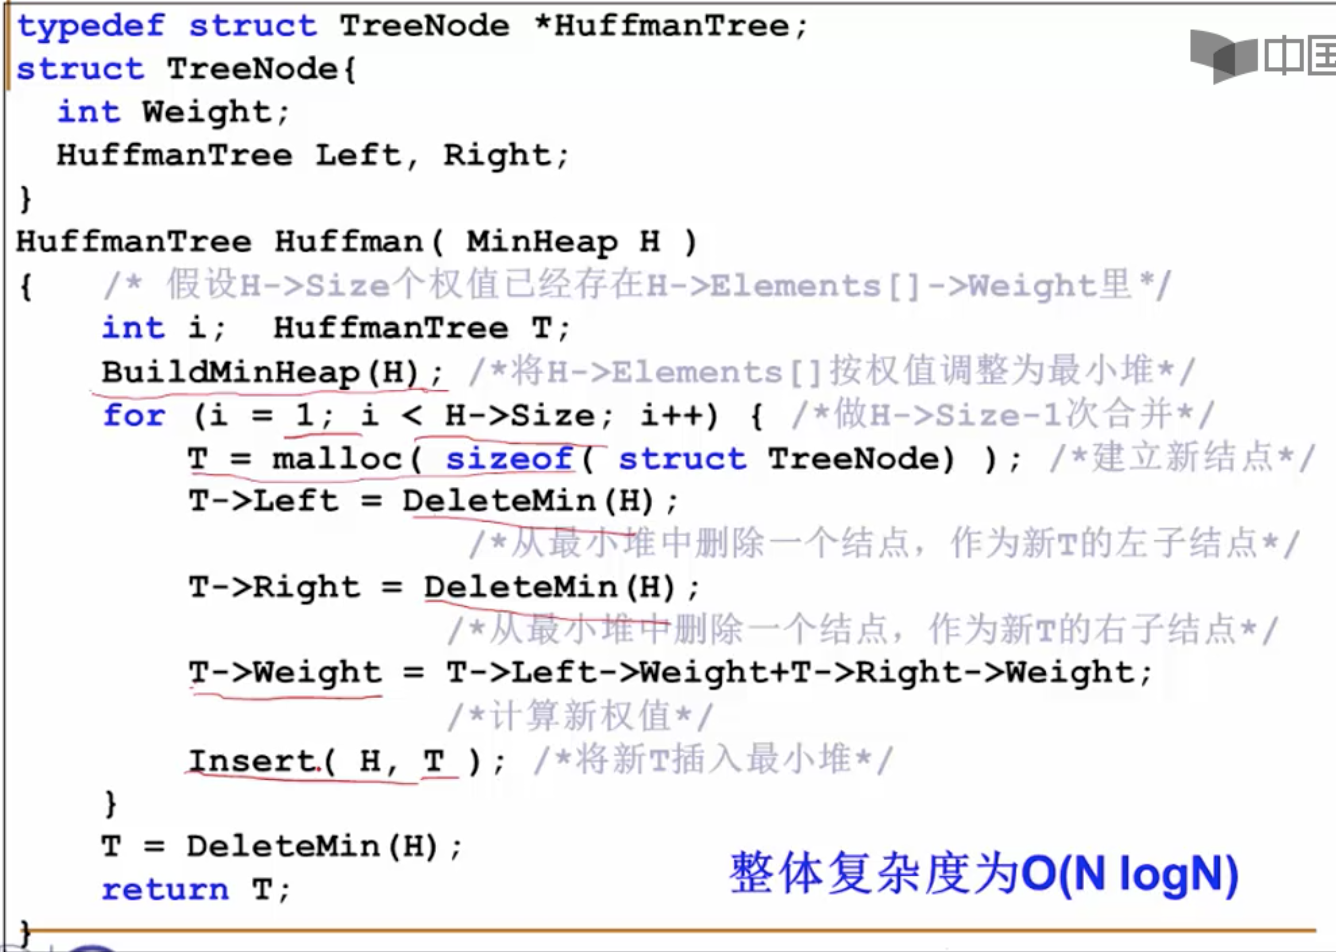 typedef struct TreeNode *HuffmanTree;
struct TreeNode{
int Weight;
HuffmanTree Left, Right;
}
HuffmanTree Huffman( MinHeap H )
{ /* 假设H->Size个权值已经存在H->Elements[]->Weight里*/
int i; HuffmanTree T;
BuildMinHeap(H); /*将H->Elements[]按权值调整为最小堆*/
for (i = 1; i < H->Size; i++) { /*做H->Size-1次合并*/
T = malloc( sizeof( struct TreeNode) ); /*建立新结点*/
T->Left = DeleteMin(H);
/*从最小堆中删除一个结点，作为新T的左子结点*/
T->Right = DeleteMin(H);
/*从最小堆中删除一个结点，作为新T的右子结点*/
T->Weight = T->Left->Weight+T->Right->Weight;
/*计算新权值*/
Insert( H, T ); /*将新T插入最小堆*/
}
T = DeleteMin(H);
return T;
}
整体复杂度为O(N logN)
中